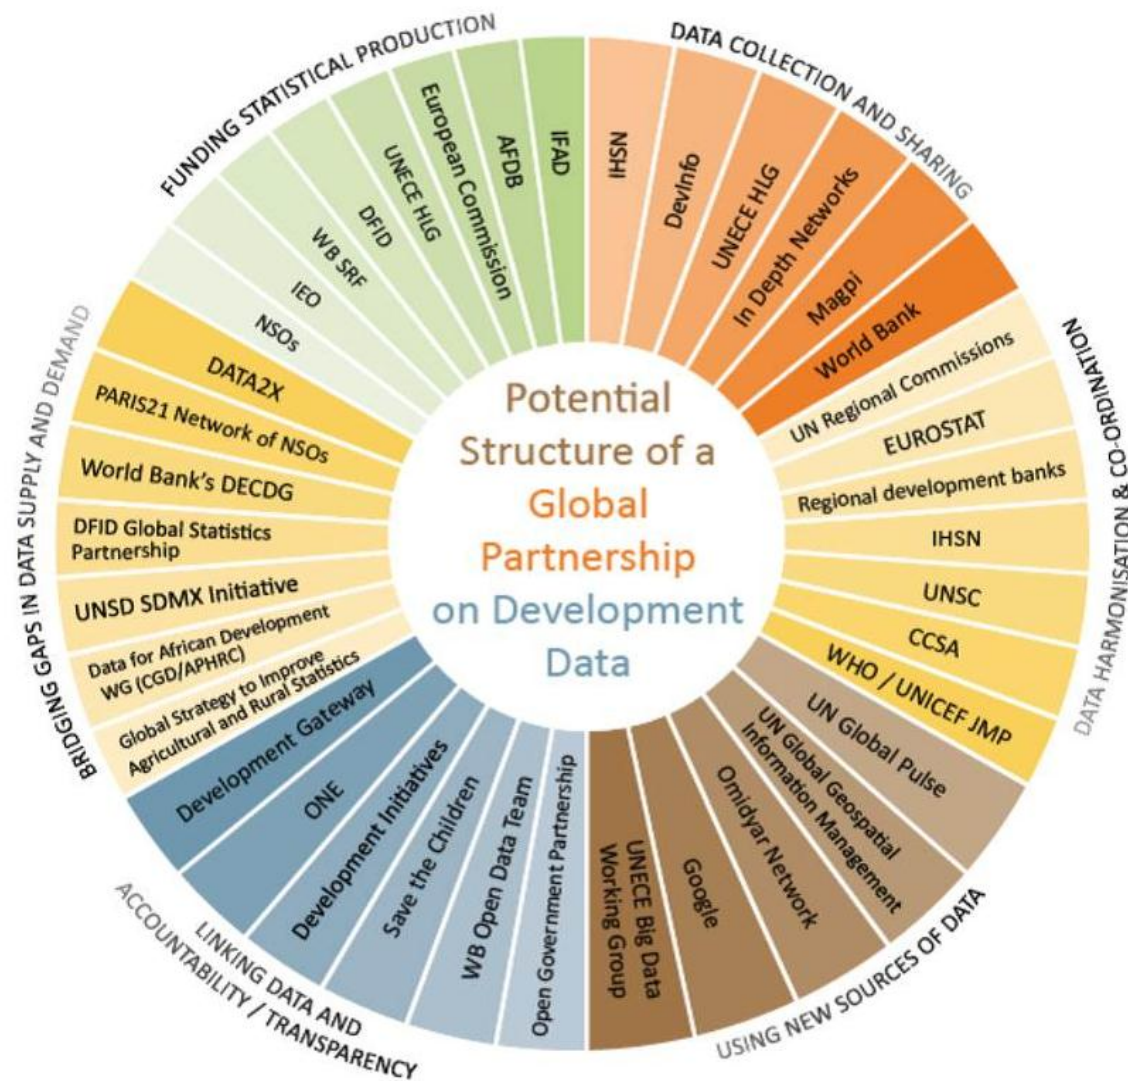 Potential
Structure of a
Global
Partnership
on Development
Data
DATA COLLECTION AND SHARING
IHSN
DevInfo
UNECE HLG
In Depth Networks
Magpi
World Bank
DATA HARMONISATION & CO-ORDINATION
UN Regional Commissions
EUROSTAT
Regional development banks
IHSN
UNSC
CCSA
WHO / UNICEF JMP
USING NEW SOURCES OF DATA
UN Global Pulse
UN Global Geospatial
Information Management
Omidyar Network
Google
UNECE Big Data
Working Group
LINKING DATA AND
ACCOUNTABILITY / TRANSPARENCY
Open Government Partnership
WB Open Data Team
Save the Children
Development Initiatives
ONE
Development Gateway
BRIDGING GAPS IN DATA SUPPLY AND DEMAND
Global Strategy to Improve
Agricultural and Rural Statistics
Data for African Development
WG (CGD/APHRC)
UNSD SDMX Initiative
DFID Global Statistics
Partnership
World Bank's DECDG
PARIS21 Network of NSOs
DATA2X
FUNDING STATISTICAL PRODUCTION
NSOs
IEO
WB SRF
DFID
UNECE HLG
European Commission
AFDB
IFAD